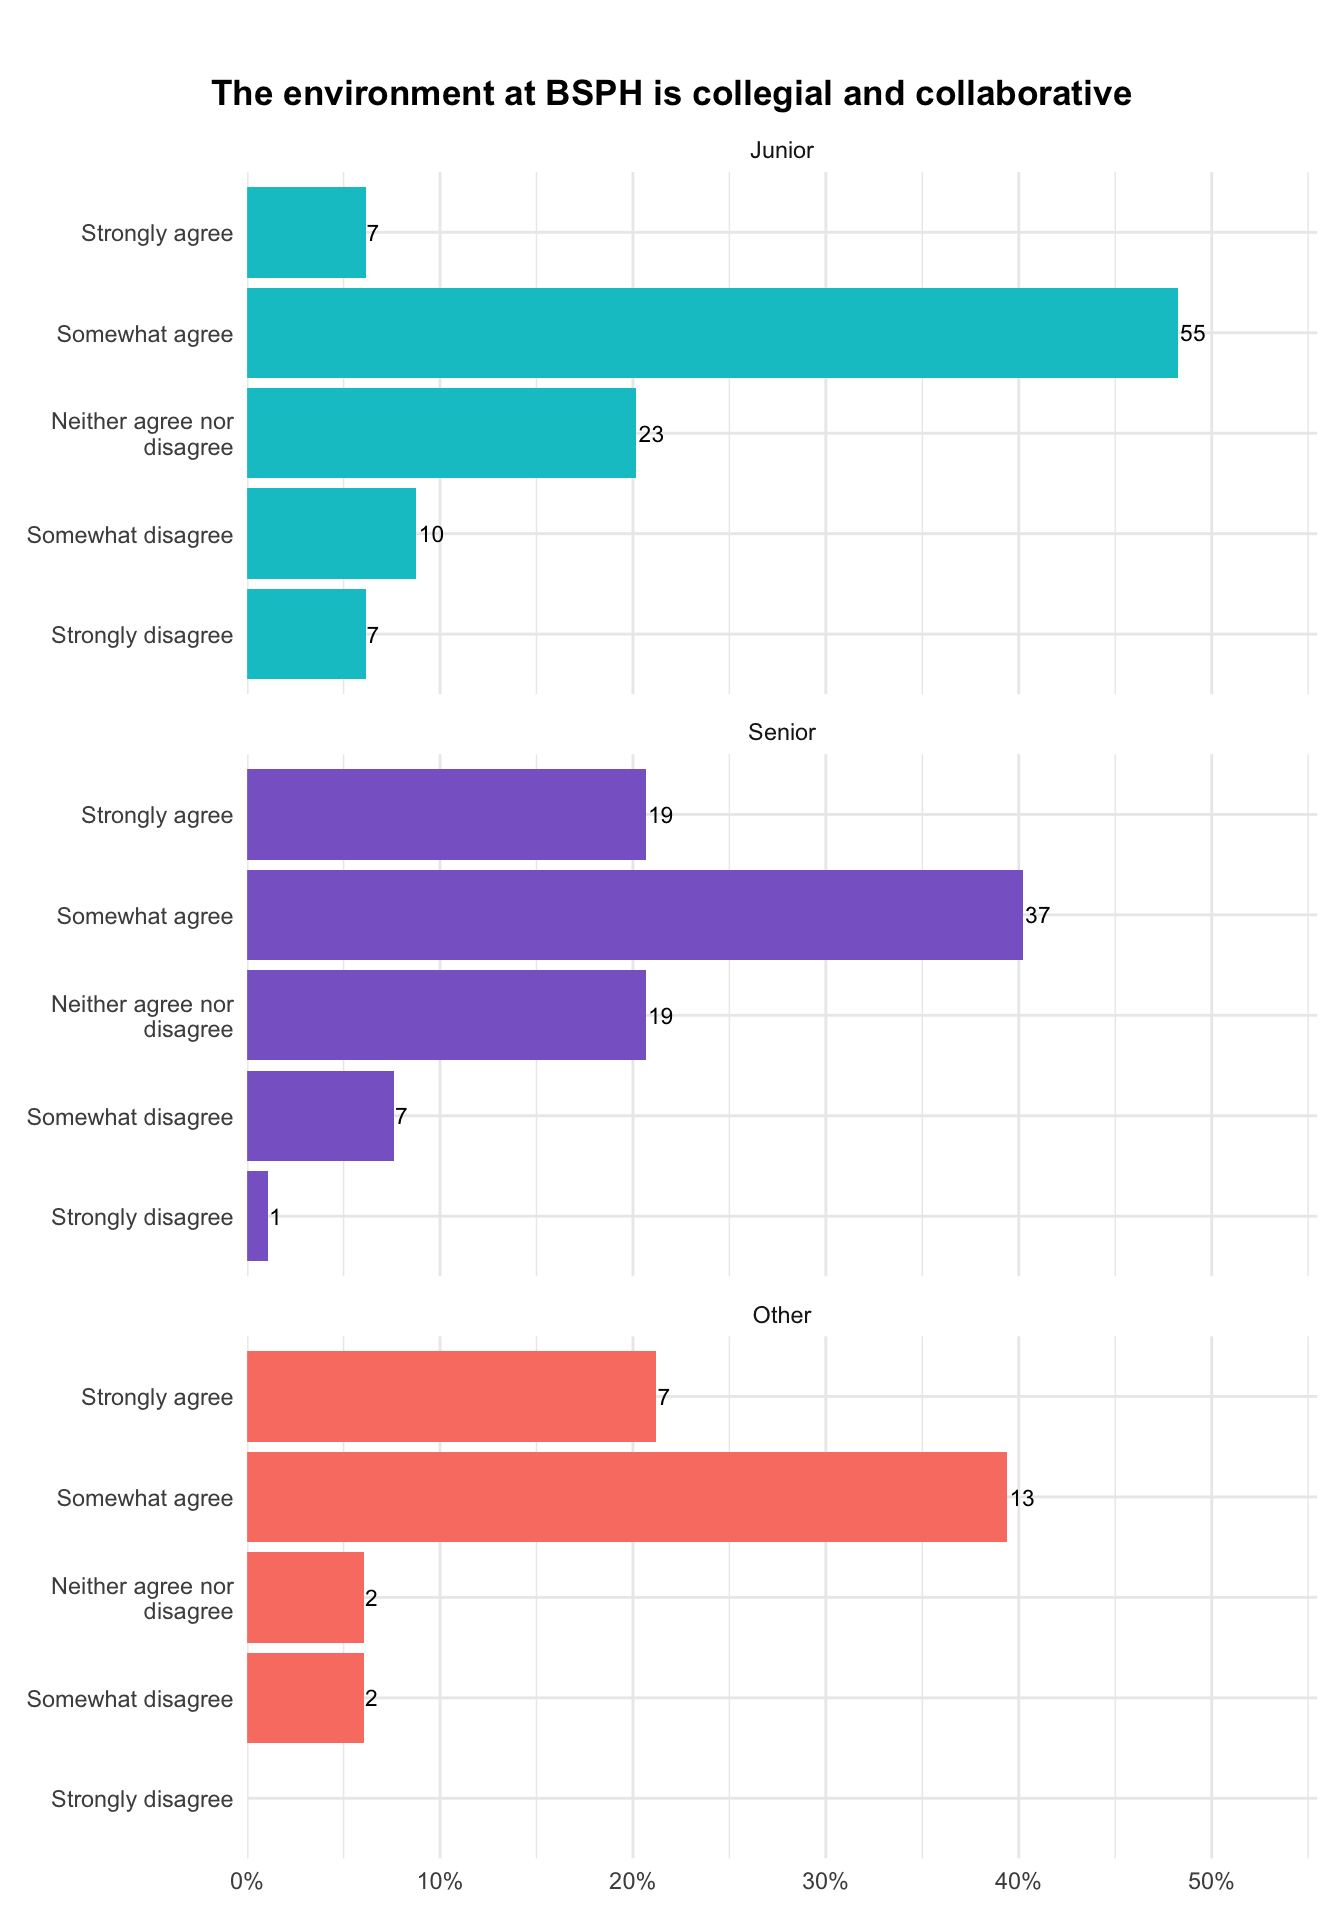 The environment at BSPH is collegial and collaborative
Junior
Strongly agree
7
Somewhat agree
55
Neither agree nor
disagree
23
Somewhat disagree
10
Strongly disagree
7
Senior
Strongly agree
19
Somewhat agree
37
Neither agree nor
disagree
19
Somewhat disagree
7
Strongly disagree
1
Other
Strongly agree
7
Somewhat agree
13
Neither agree nor
disagree
2
Somewhat disagree
2
Strongly disagree
0%
10%
20%
30%
40%
50%